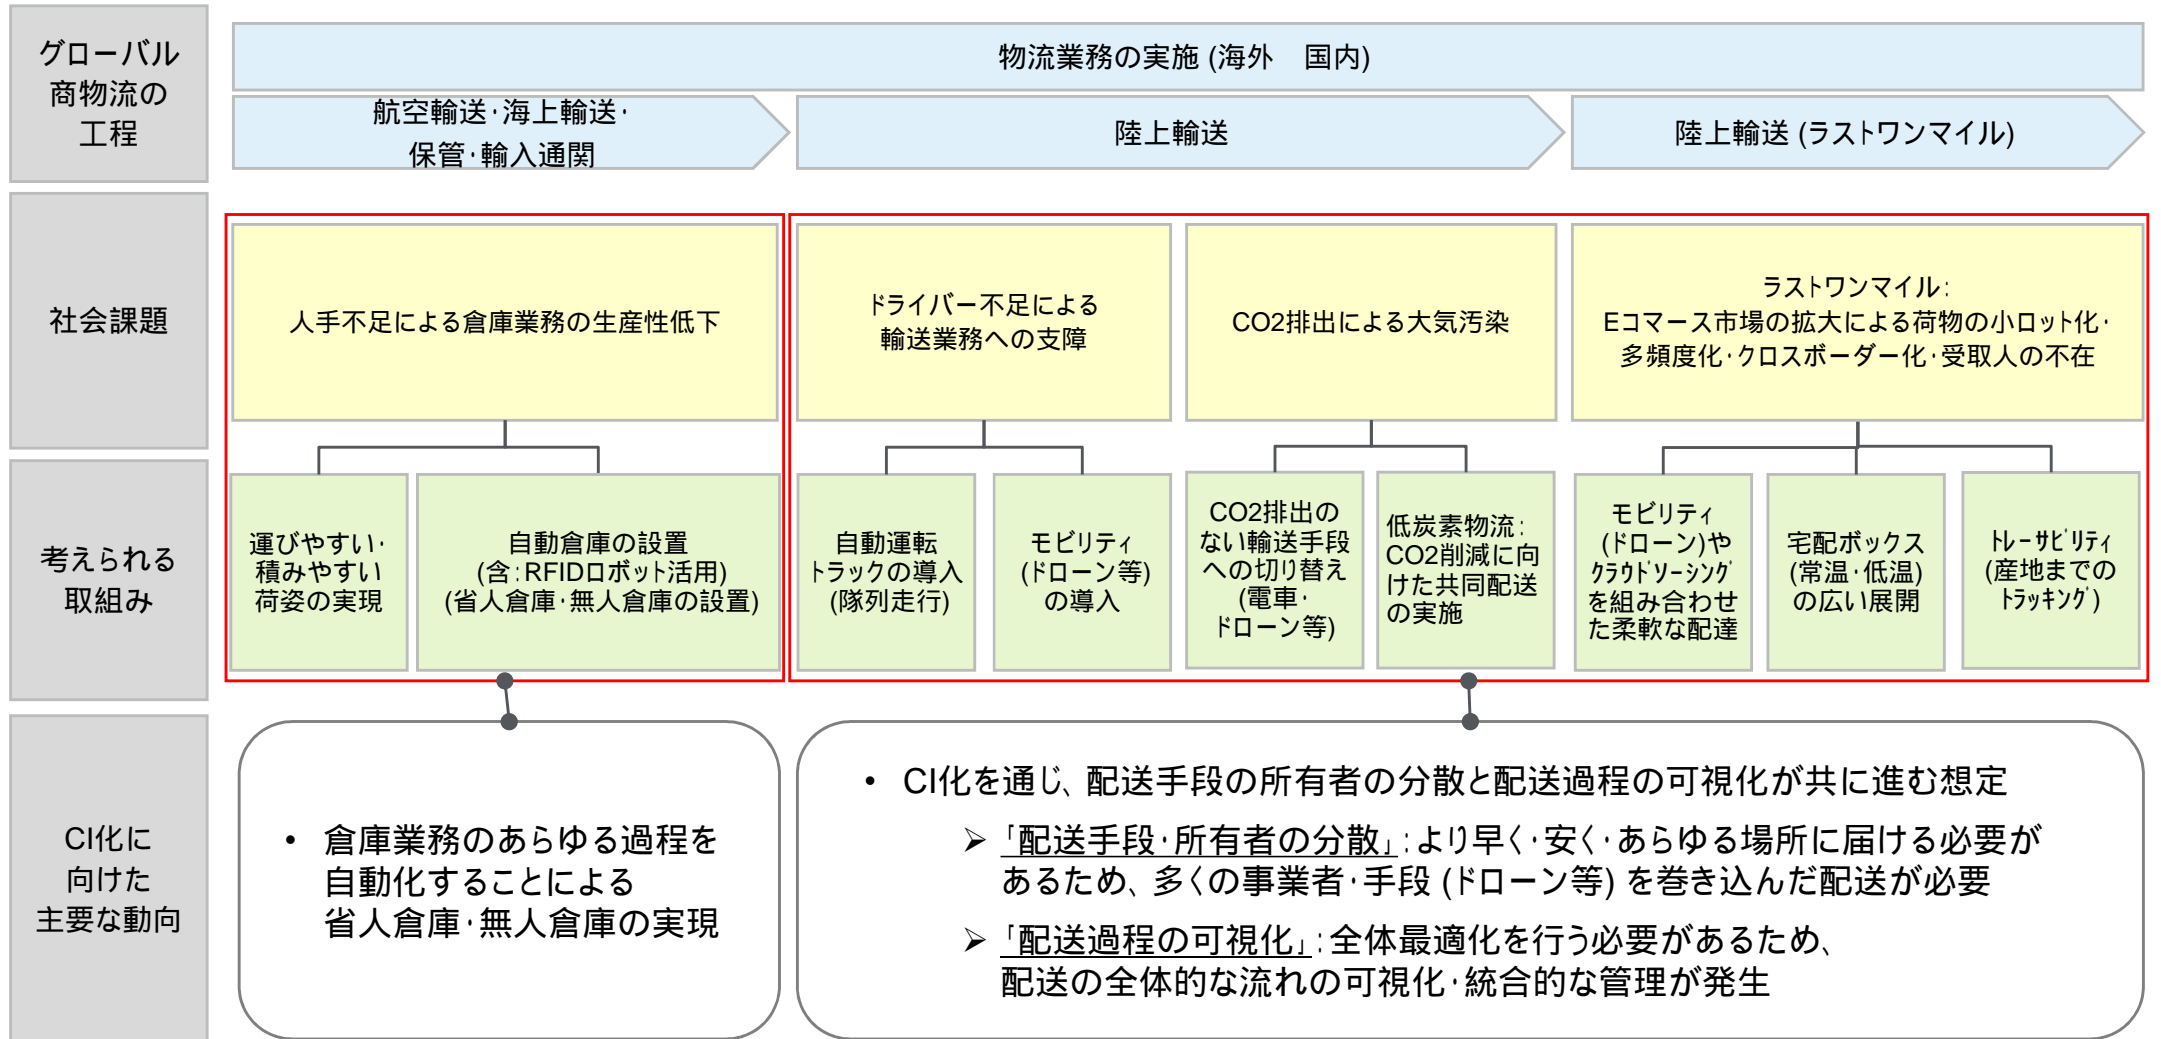 グローバル
商物流の
工程
物流業務の実施 (海外　国内)
航空輸送･海上輸送･
保管･輸入通関
陸上輸送
陸上輸送 (ラストワンマイル)
社会課題
人手不足による倉庫業務の生産性低下
ドライバー不足による
輸送業務への支障
CO2排出による大気汚染
ラストワンマイル:
Eコマース市場の拡大による荷物の小ロット化･
多頻度化･クロスボーダー化･受取人の不在
考えられる
取組み
運びやすい･
積みやすい
荷姿の実現
自動倉庫の設置
(含:RFIDロボット活用)
(省人倉庫･無人倉庫の設置)
自動運転
トラックの導入
(隊列走行)
モビリティ
(ドローン等)
の導入
CO2排出の
ない輸送手段
への切り替え
(電車･
ドローン等)
低炭素物流:
CO2削減に向
けた共同配送
の実施
モビリティ
(ドローン)や
ｸﾗｳﾄﾞｿｰｼﾝｸﾞ
を組み合わせ
た柔軟な配達
宅配ボックス
(常温･低温)
の広い展開
ﾄﾚｰｻﾋﾞﾘﾃｨ
(産地までの
ﾄﾗｯｷﾝｸﾞ)
CI化に
向けた
主要な動向
• 倉庫業務のあらゆる過程を
自動化することによる
省人倉庫･無人倉庫の実現
• CI化を通じ､配送手段の所有者の分散と配送過程の可視化が共に進む想定
➢ ｢配送手段･所有者の分散｣:より早く･安く･あらゆる場所に届ける必要が
あるため､多くの事業者･手段 (ドローン等) を巻き込んだ配送が必要
➢ ｢配送過程の可視化｣:全体最適化を行う必要があるため､
配送の全体的な流れの可視化･統合的な管理が発生